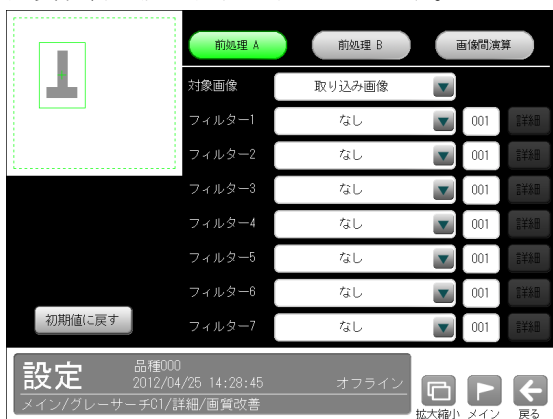 前処理 A
前処理 B
画像間演算
対象画像
取り込み画像
フィルター1
なし
001
詳細
フィルター2
なし
001
詳細
フィルター3
なし
001
詳細
フィルター4
なし
001
詳細
フィルター5
なし
001
詳細
フィルター6
なし
001
詳細
フィルター7
なし
001
詳細
初期値に戻す
設定
品種000
2012/04/25 14:28:45
オフライン
メイン/グレーサーチC1/詳細/画質改善
拡大縮小
メイン
戻る